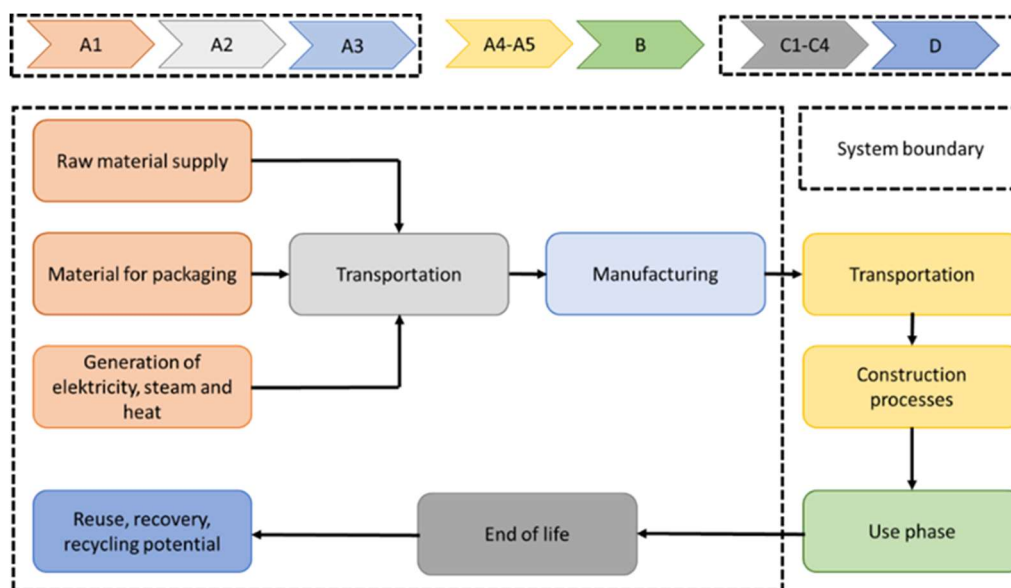 A1
A2
A3
A4-A5
B
C1-C4
D
Raw material supply
System boundary
Material for packaging
Transportation
Manufacturing
Transportation
Generation of
elektricity, steam and
heat
Construction
processes
Reuse, recovery,
recycling potential
End of life
Use phase